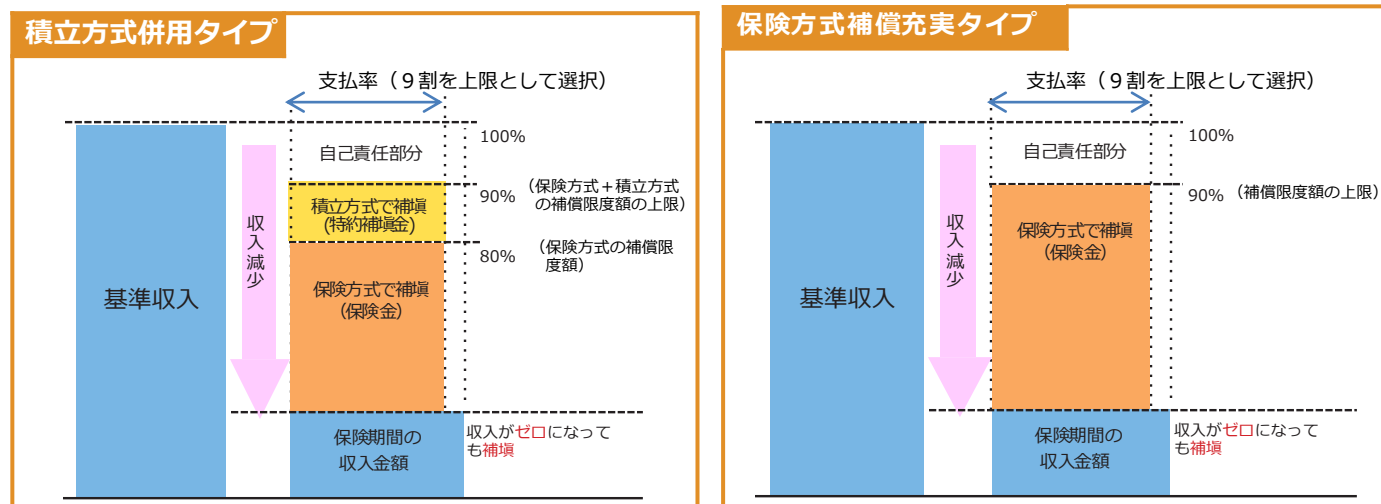 積立方式併用タイプ
支払率（９割を上限として選択）
100%
自己責任部分
90%
（保険方式＋積立方式
の補償限度額の上限）
積立方式で補塡
(特約補塡金)
80%
（保険方式の補償限
度額）
収入減少
基準収入
保険方式で補塡
(保険金)
保険期間の
収入金額
収入がゼロになって
も補塡
保険方式補償充実タイプ
支払率（９割を上限として選択）
100%
自己責任部分
90%
（補償限度額の上限）
収入減少
保険方式で補塡
(保険金)
基準収入
保険期間の
収入金額
収入がゼロになって
も補塡